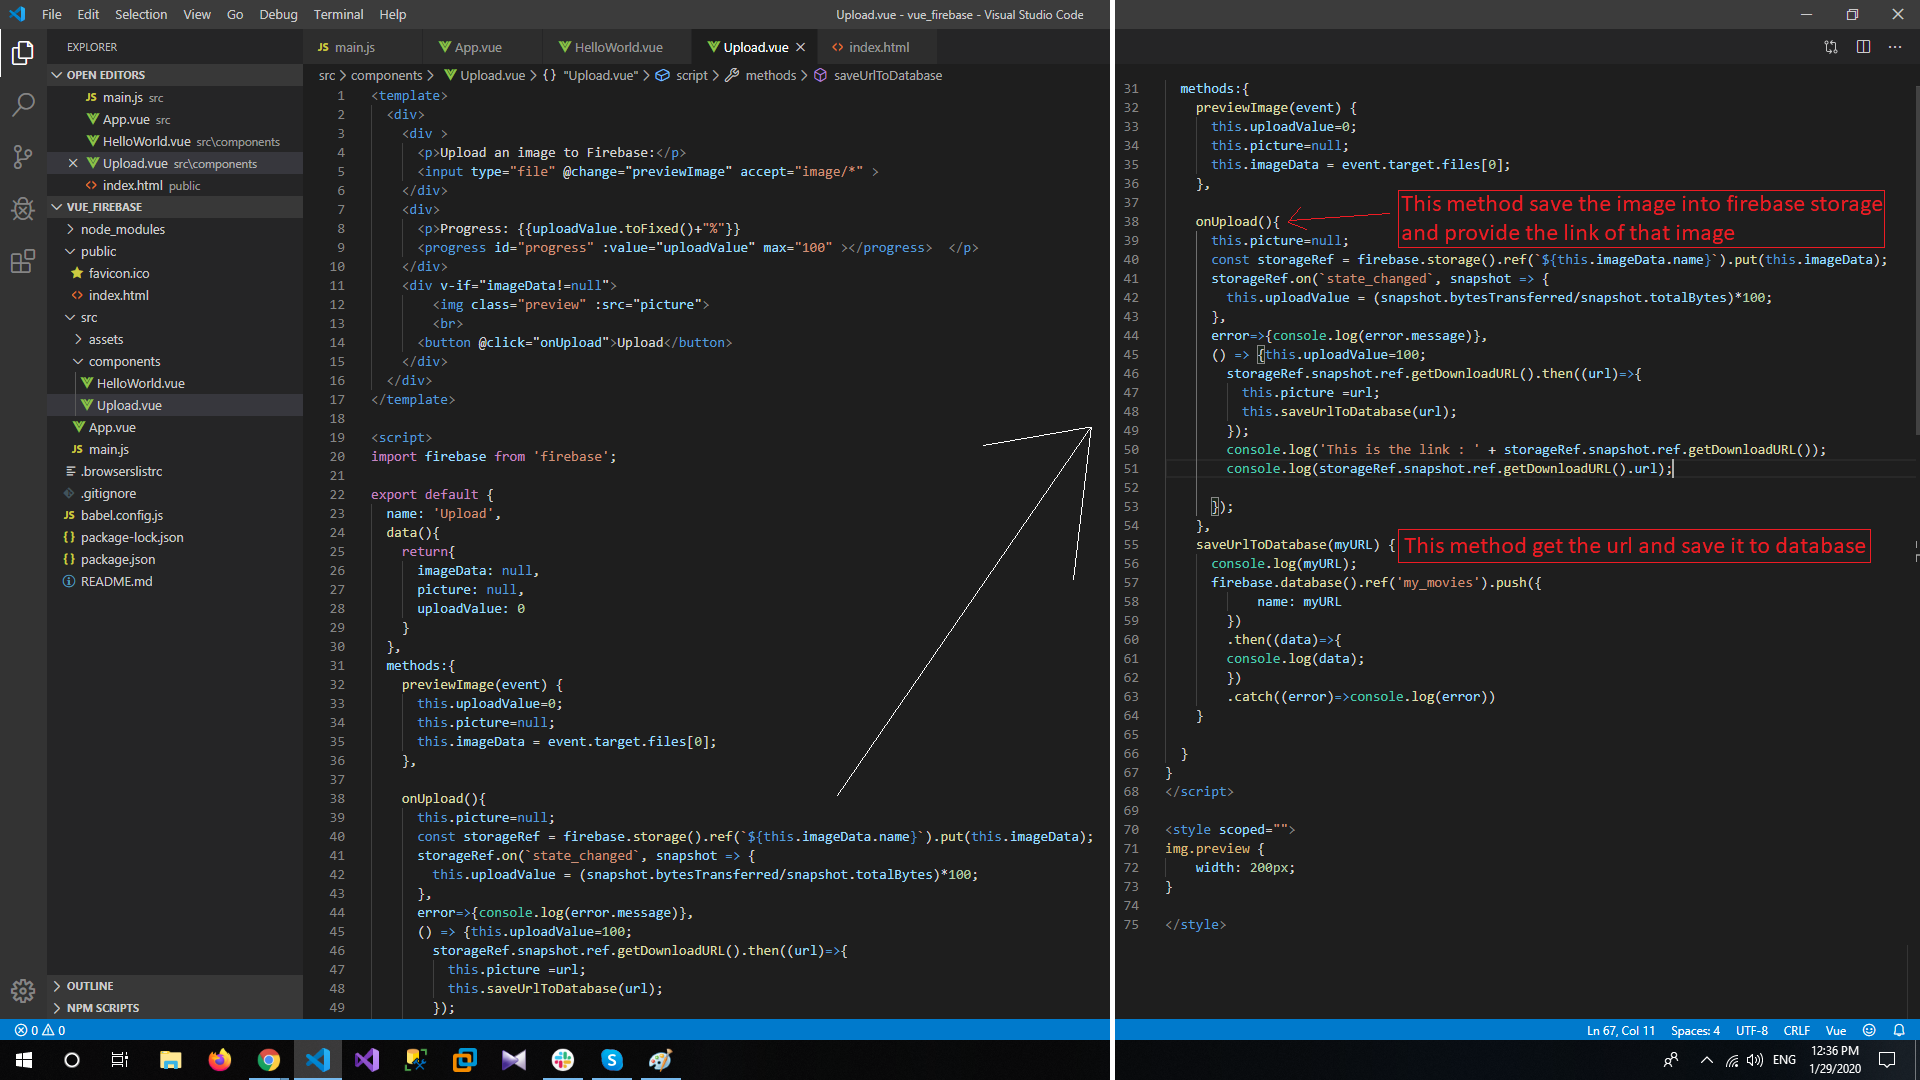 File Edit Selection View Go Debug Terminal Help
Upload.vue - vue_firebase - Visual Studio Code
EXPLORER
OPEN EDITORS
JS main.js src
App.vue src
HelloWorld.vue src\components
Upload.vue src\components
<> index.html public
VUE_FIREBASE
node_modules
public
favicon.ico
<> index.html
src
assets
components
HelloWorld.vue
Upload.vue
App.vue
JS main.js
.browserslistrc
.gitignore
JS babel.config.js
{} package-lock.json
{} package.json
README.md
OUTLINE
NPM SCRIPTS
JS main.js App.vue HelloWorld.vue Upload.vue <> index.html
src > components > Upload.vue > {} "Upload.vue" > script > methods > saveUrlToDatabase
1 <template>
2 <div>
3 <div >
4 <p>Upload an image to Firebase:</p>
5 <input type="file" @change="previewImage" accept="image/*" >
6 </div>
7 <div>
8 <p>Progress: {{uploadValue.toFixed()+"%"}}
9 <progress id="progress" :value="uploadValue" max="100" ></progress> </p>
10 </div>
11 <div v-if="imageData!=null">
12 <img class="preview" :src="picture">
13 <br>
14 <button @click="onUpload">Upload</button>
15 </div>
16 </div>
17 </template>
18
19 <script>
20 import firebase from 'firebase';
21
22 export default {
23 name: 'Upload',
24 data(){
25 return{
26 imageData: null,
27 picture: null,
28 uploadValue: 0
29 }
30 },
31 methods:{
32 previewImage(event) {
33 this.uploadValue=0;
34 this.picture=null;
35 this.imageData = event.target.files[0];
36 },
37
38 onUpload(){
39 this.picture=null;
40 const storageRef = firebase.storage().ref(`${this.imageData.name}`).put(this.imageData);
41 storageRef.on(`state_changed`, snapshot => {
42 this.uploadValue = (snapshot.bytesTransferred/snapshot.totalBytes)*100;
43 },
44 error=>{console.log(error.message)},
45 () => {this.uploadValue=100;
46 storageRef.snapshot.ref.getDownloadURL().then((url)=>{
47 this.picture =url;
48 this.saveUrlToDatabase(url);
49 });
31 methods:{
32 previewImage(event) {
33 this.uploadValue=0;
34 this.picture=null;
35 this.imageData = event.target.files[0];
36 },
37
This method save the image into firebase storage
and provide the link of that image
38 onUpload(){
39 this.picture=null;
40 const storageRef = firebase.storage().ref(`${this.imageData.name}`).put(this.imageData);
41 storageRef.on(`state_changed`, snapshot => {
42 this.uploadValue = (snapshot.bytesTransferred/snapshot.totalBytes)*100;
43 },
44 error=>{console.log(error.message)},
45 () => {this.uploadValue=100;
46 storageRef.snapshot.ref.getDownloadURL().then((url)=>{
47 this.picture =url;
48 this.saveUrlToDatabase(url);
49 });
50 console.log('This is the link : ' + storageRef.snapshot.ref.getDownloadURL());
51 console.log(storageRef.snapshot.ref.getDownloadURL().url);
52
53 });
54 },
55 saveUrlToDatabase(myURL) { This method get the url and save it to database
56 console.log(myURL);
57 firebase.database().ref('my_movies').push({
58 name: myURL
59 })
60 .then((data)=>{
61 console.log(data);
62 })
63 .catch((error)=>console.log(error))
64 }
65
66 }
67 }
68 </script>
69
70 <style scoped="">
71 img.preview {
72 width: 200px;
73 }
74
75 </style>
0 0
Ln 67, Col 11 Spaces: 4 UTF-8 CRLF Vue
ENG 12:36 PM
1/29/2020